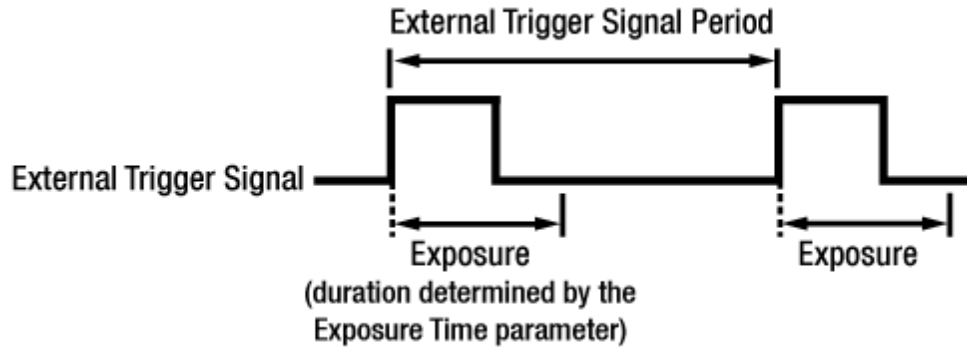 External Trigger Signal Period
External Trigger Signal
Exposure
(duration determined by the
Exposure Time parameter)
Exposure